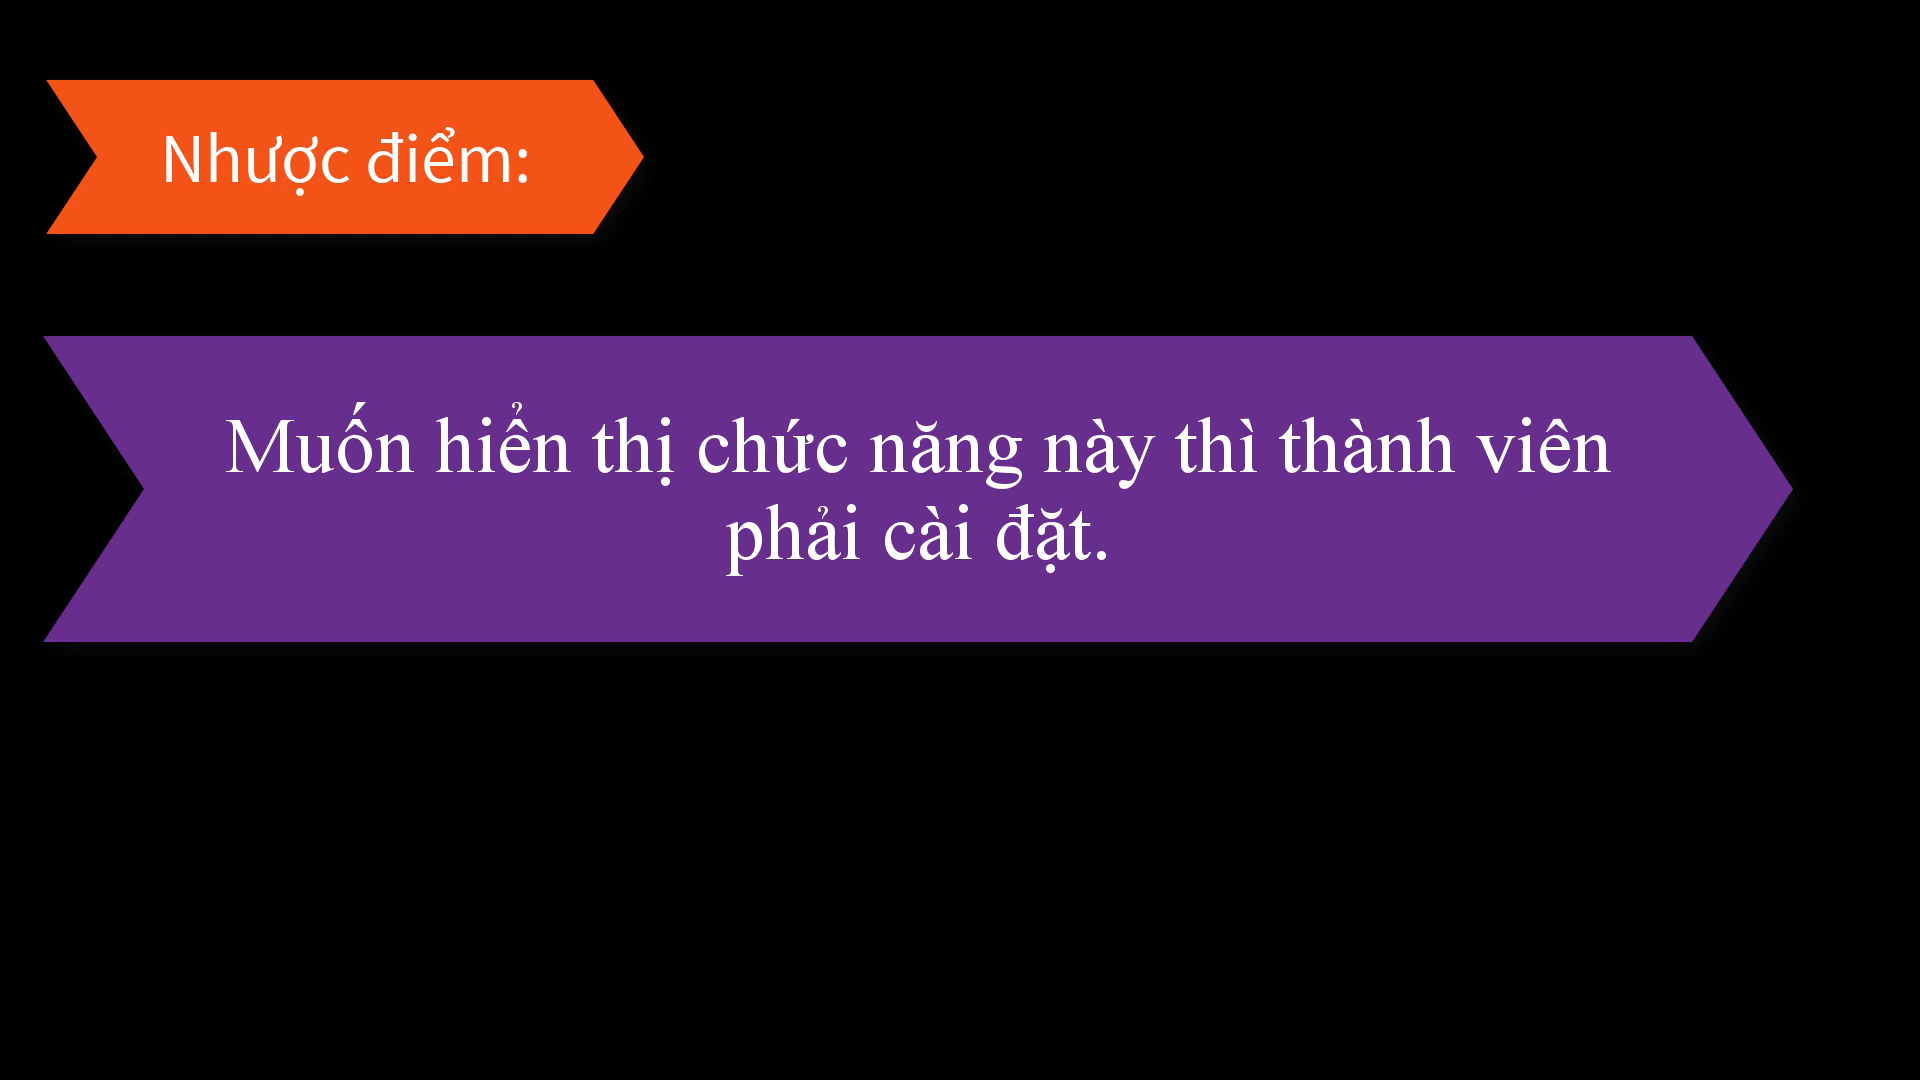 Nhược điểm:
Muốn hiển thị chức năng này thì thành viên
phải cài đặt.